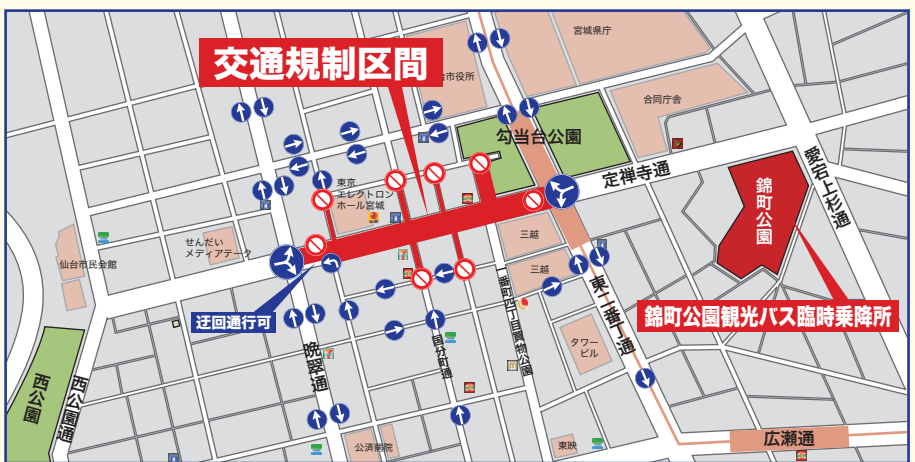 宮城県庁
交通規制区間
台市役所
合同庁舎
勾当台公園
定禅寺通
愛宕上杉通
錦町公園
東京
エレクトロン
ホール宮城
せんだい
メディアテーク
仙台市民会館
三越
三越
迂回通行可
錦町公園観光バス臨時乗降所
東二番丁通
一番町四丁目買物公園
タワー
ビル
晩翠通
国分町通
西公園
西公園通
公済病院
東映
広瀬通